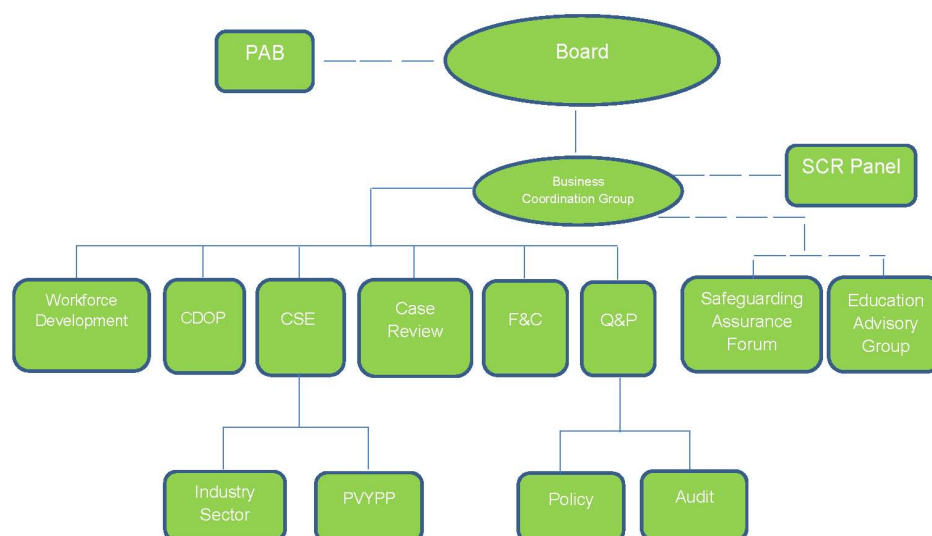 PAB
Board
Business
Coordination Group
SCR Panel
Workforce
Development
CDOP
CSE
Case
Review
F&C
Q&P
Safeguarding
Assurance
Forum
Education
Advisory
Group
Industry
Sector
PVYPP
Policy
Audit